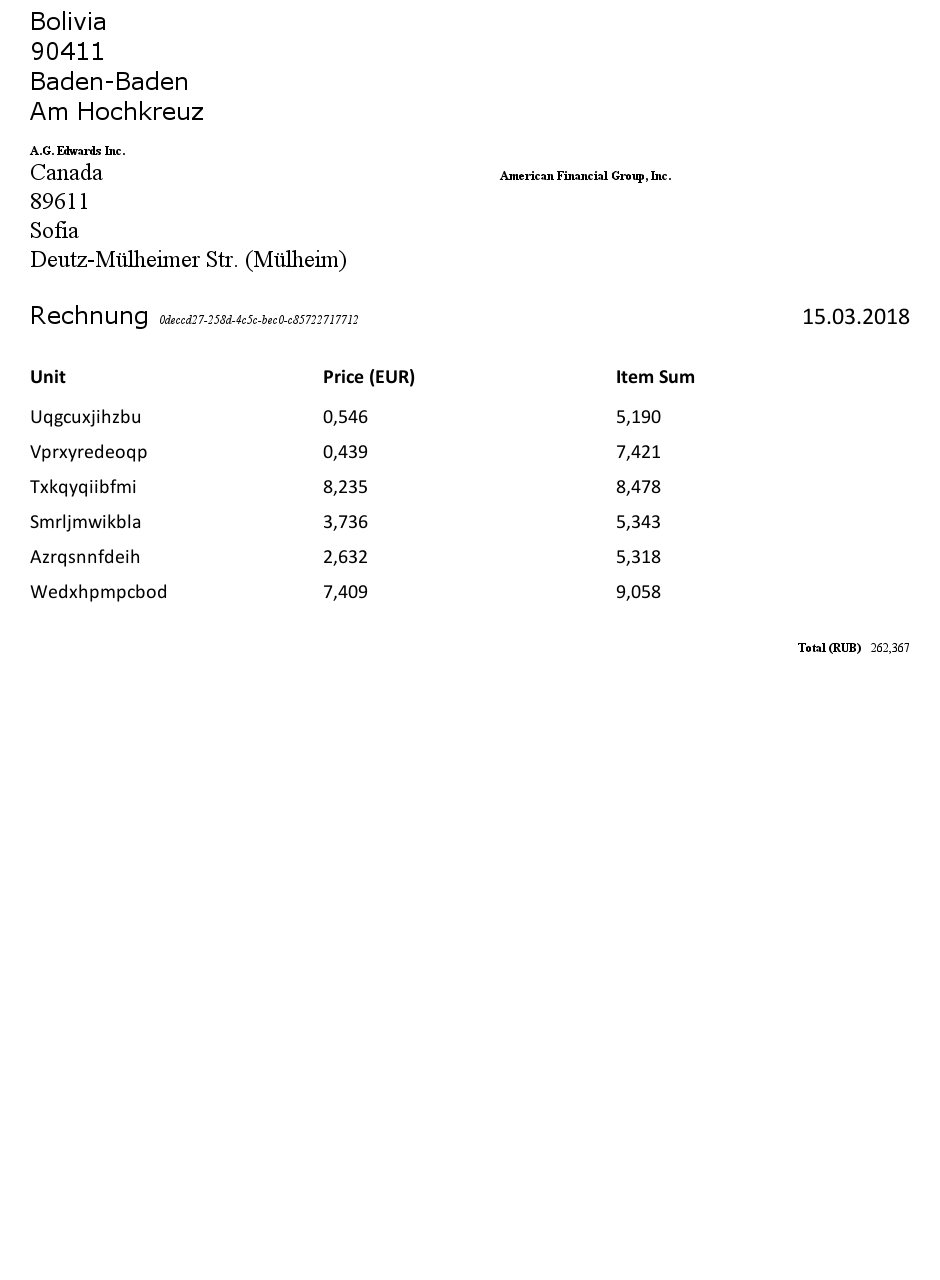 Bolivia
90411
Baden-Baden
Am Hochkreuz
A.G. Edwards Inc.
Canada
89611
Sofia
Deutz-Mülheimer Str. (Mülheim)
American Financial Group, Inc.
Rechnung 0deccd27-258d-4c5c-bec0-c85722717712 15.03.2018
Unit Price (EUR) Item Sum
Uqgcuxjihzbu 0,546 5,190
Vprxyredeoqp 0,439 7,421
Txkqyqiibfmi 8,235 8,478
Smrljmwikbla 3,736 5,343
Azrqsnnfdeih 2,632 5,318
Wedxhpmpcbod 7,409 9,058
Total (RUB) 262,367